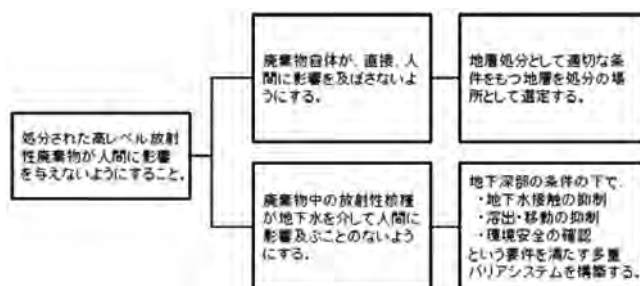 処分された高レベル放射
性廃棄物が人間に影響
を与えないようにすること。
廃棄物自体が、直接、人
間に影響を及ぼさないよ
うにする。
地層処分として適切な条
件をもつ地層を処分の場
所として選定する。
廃棄物中の放射性核種
が地下水を介して人間に
影響及ぶことのないよう
にする。
地下深部の条件の下で、
・地下水接触の抑制
・溶出・移動の抑制
・環境安全の確認
という要件を満たす多重
バリアシステムを構築する。